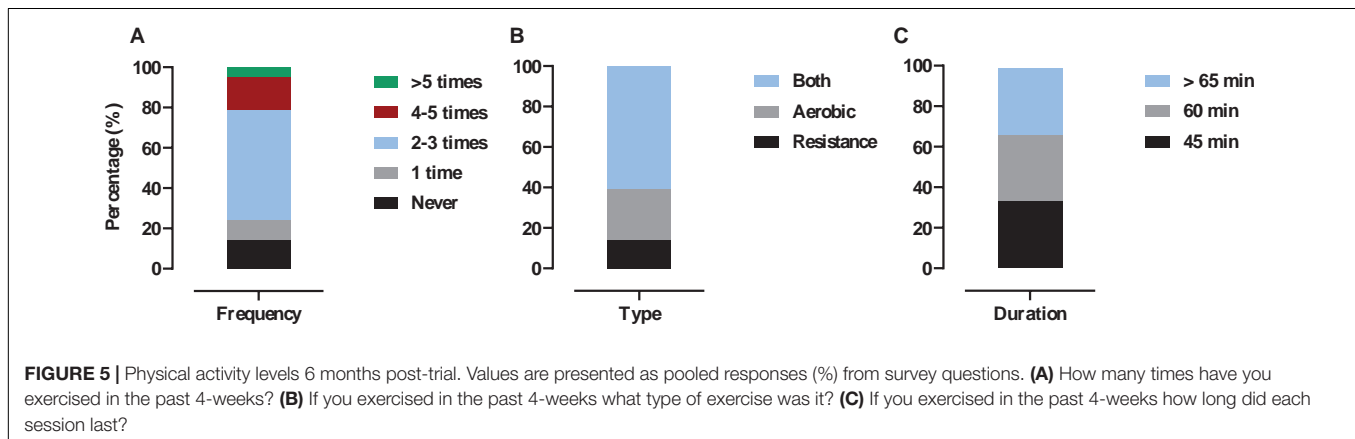 A
Percentage (%)
100
80
60
40
20
0
>5 times
4-5 times
2-3 times
1 time
Never
Frequency
B
100
80
60
40
20
0
Both
Aerobic
Resistance
Type
C
100
80
60
40
20
0
> 65 min
60 min
45 min
Duration
FIGURE 5 | Physical activity levels 6 months post-trial. Values are presented as pooled responses (%) from survey questions. (A) How many times have you
exercised in the past 4-weeks? (B) If you exercised in the past 4-weeks what type of exercise was it? (C) If you exercised in the past 4-weeks how long did each
session last?